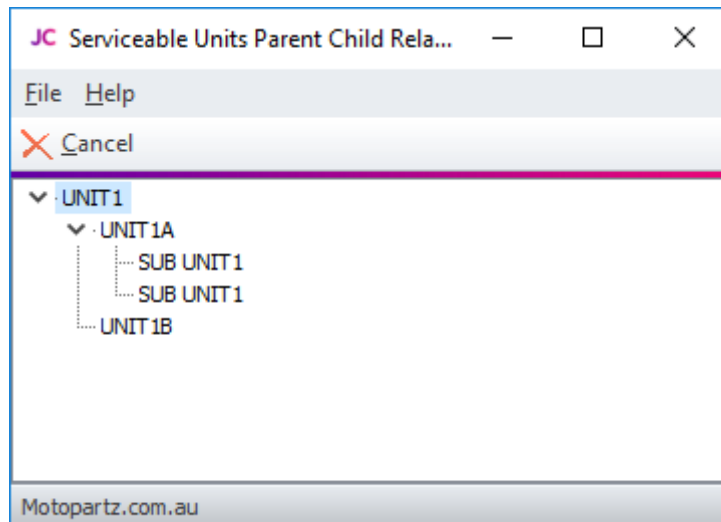 JC Serviceable Units Parent Child Rela...
File Help
Cancel
UNIT1
UNIT1A
SUB UNIT1
SUB UNIT1
UNIT1B
Motopartz.com.au